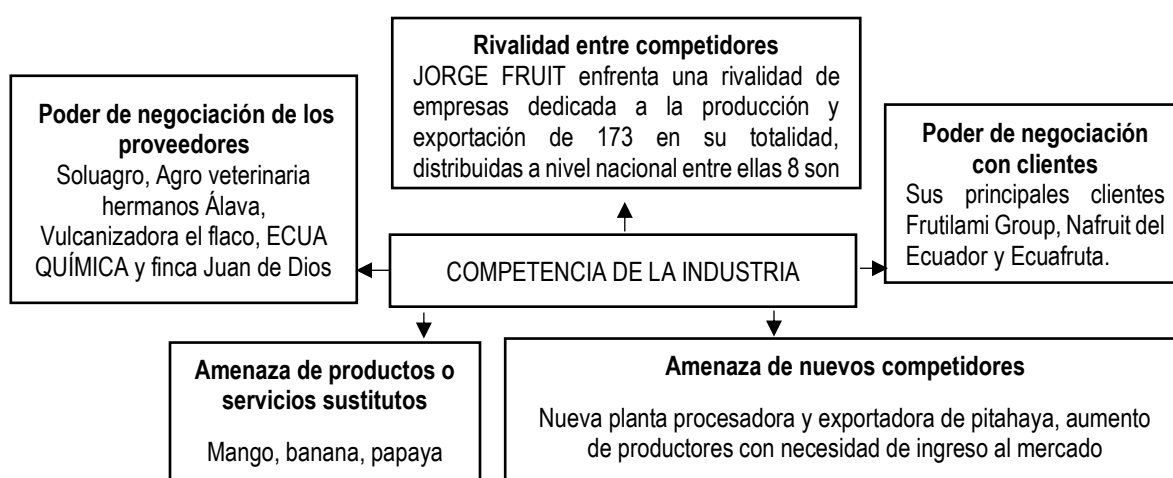 Rivalidad entre competidores
JORGE FRUIT enfrenta una rivalidad de
empresas dedicada a la producción y
exportación de 173 en su totalidad,
distribuidas a nivel nacional entre ellas 8 son
Poder de negociación de los
proveedores
Soluagro, Agro veterinaria
hermanos Álava,
Vulcanizadora el flaco, ECUA
QUÍMICA y finca Juan de Dios
Poder de negociación
con clientes
Sus principales clientes
Frutilami Group, Nafruit del
Ecuador y Ecuafruta.
COMPETENCIA DE LA INDUSTRIA
Amenaza de productos o
servicios sustitutos
Mango, banana, papaya
Amenaza de nuevos competidores
Nueva planta procesadora y exportadora de pitahaya, aumento
de productores con necesidad de ingreso al mercado